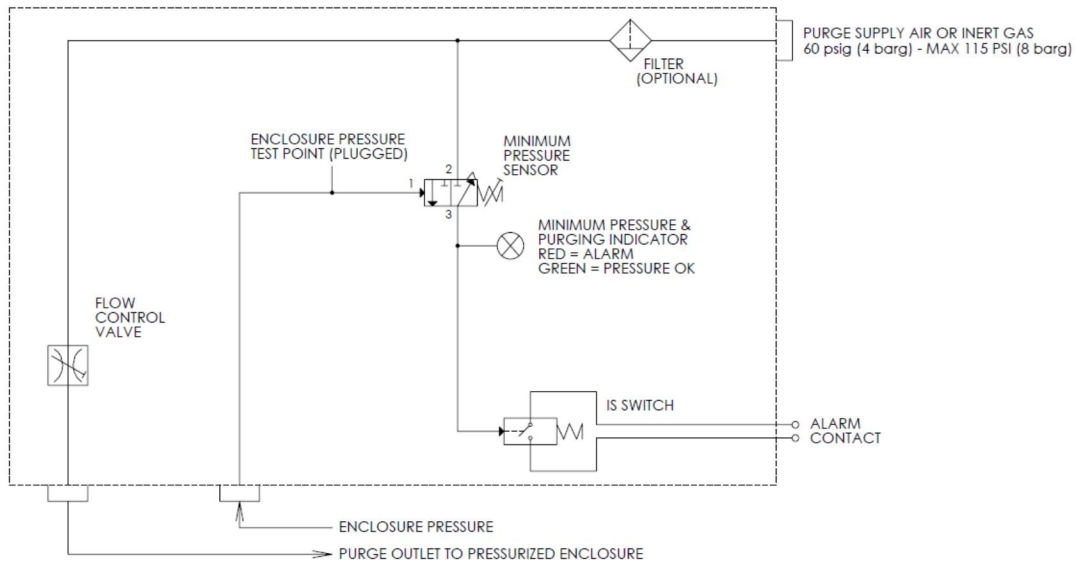 PURGE SUPPLY AIR OR INERT GAS
60 psig (4 barg) - MAX 115 PSI (8 barg)
FILTER
(OPTIONAL)
ENCLOSURE PRESSURE
TEST POINT (PLUGGED)
MINIMUM
PRESSURE
SENSOR
1
2
3
MINIMUM PRESSURE &
PURGING INDICATOR
RED = ALARM
GREEN = PRESSURE OK
FLOW
CONTROL
VALVE
IS SWITCH
ALARM
CONTACT
ENCLOSURE PRESSURE
PURGE OUTLET TO PRESSURIZED ENCLOSURE